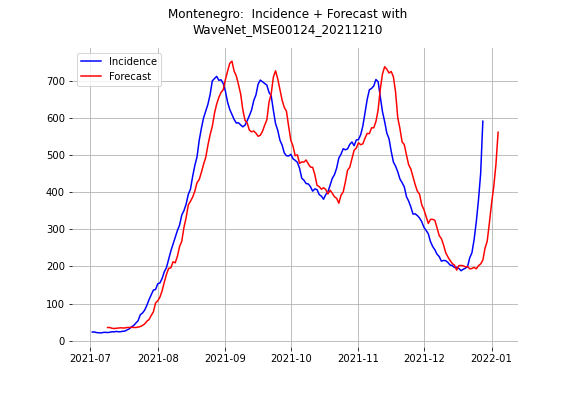 Montenegro:  Incidence + Forecast with
WaveNet_MSE00124_20211210
Incidence
Forecast
700
600
500
400
300
200
100
0
2021-07 2021-08 2021-09 2021-10 2021-11 2021-12 2022-01